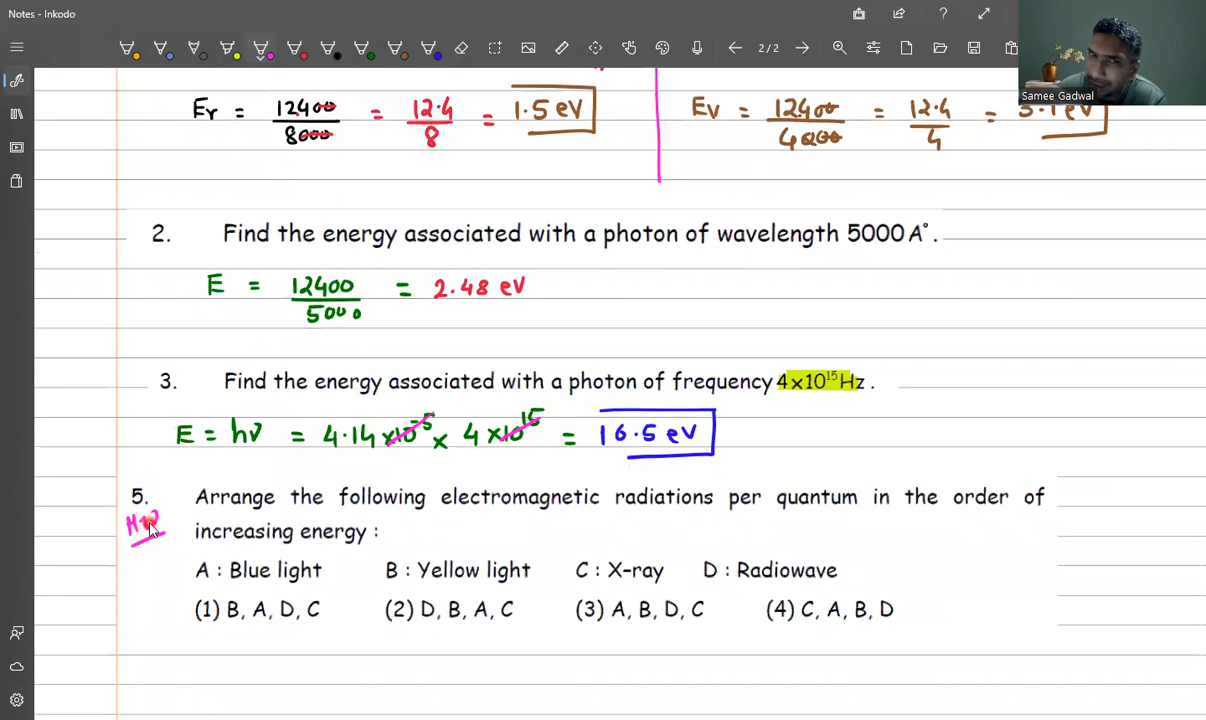 Notes - Inkodo
2 / 2
Samee Gadwal
Er = 12400/8000 = 12.4/8 = 1.5 eV
Ev = 12400/4000 = 12.4/4 = 3.1 eV
2. Find the energy associated with a photon of wavelength 5000 A°.
E = 12400/5000 = 2.48 eV
3. Find the energy associated with a photon of frequency 4×10¹⁵Hz .
E = hν = 4.14 ×10⁻¹⁵ × 4 ×10¹⁵ = 16.5 eV
5. Arrange the following electromagnetic radiations per quantum in the order of
H.W
increasing energy :
A : Blue light B : Yellow light C : X–ray D : Radiowave
(1) B, A, D, C (2) D, B, A, C (3) A, B, D, C (4) C, A, B, D